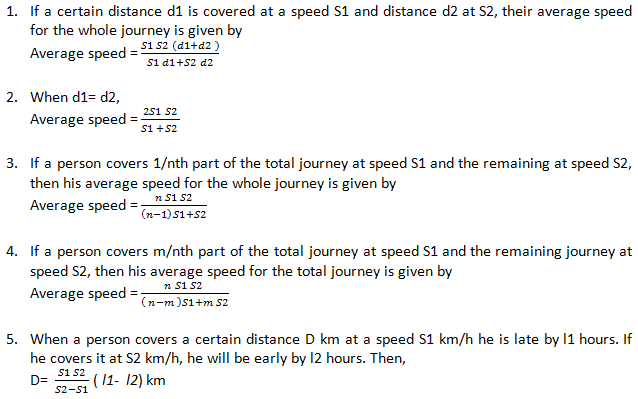 1. If a certain distance d1 is covered at a speed S1 and distance d2 at S2, their average speed
for the whole journey is given by
Average speed = S1 S2 (d1+d2 ) / S1 d1+S2 d2
2. When d1= d2,
Average speed = 2S1 S2 / S1 +S2
3. If a person covers 1/nth part of the total journey at speed S1 and the remaining at speed S2,
then his average speed for the whole journey is given by
Average speed = n S1 S2 / (n−1) S1+S2
4. If a person covers m/nth part of the total journey at speed S1 and the remaining journey at
speed S2, then his average speed for the total journey is given by
Average speed = n S1 S2 / (n−m )S1+m S2
5. When a person covers a certain distance D km at a speed S1 km/h he is late by l1 hours. If
he covers it at S2 km/h, he will be early by l2 hours. Then,
D= S1 S2 / S2−S1 ( l1- l2) km